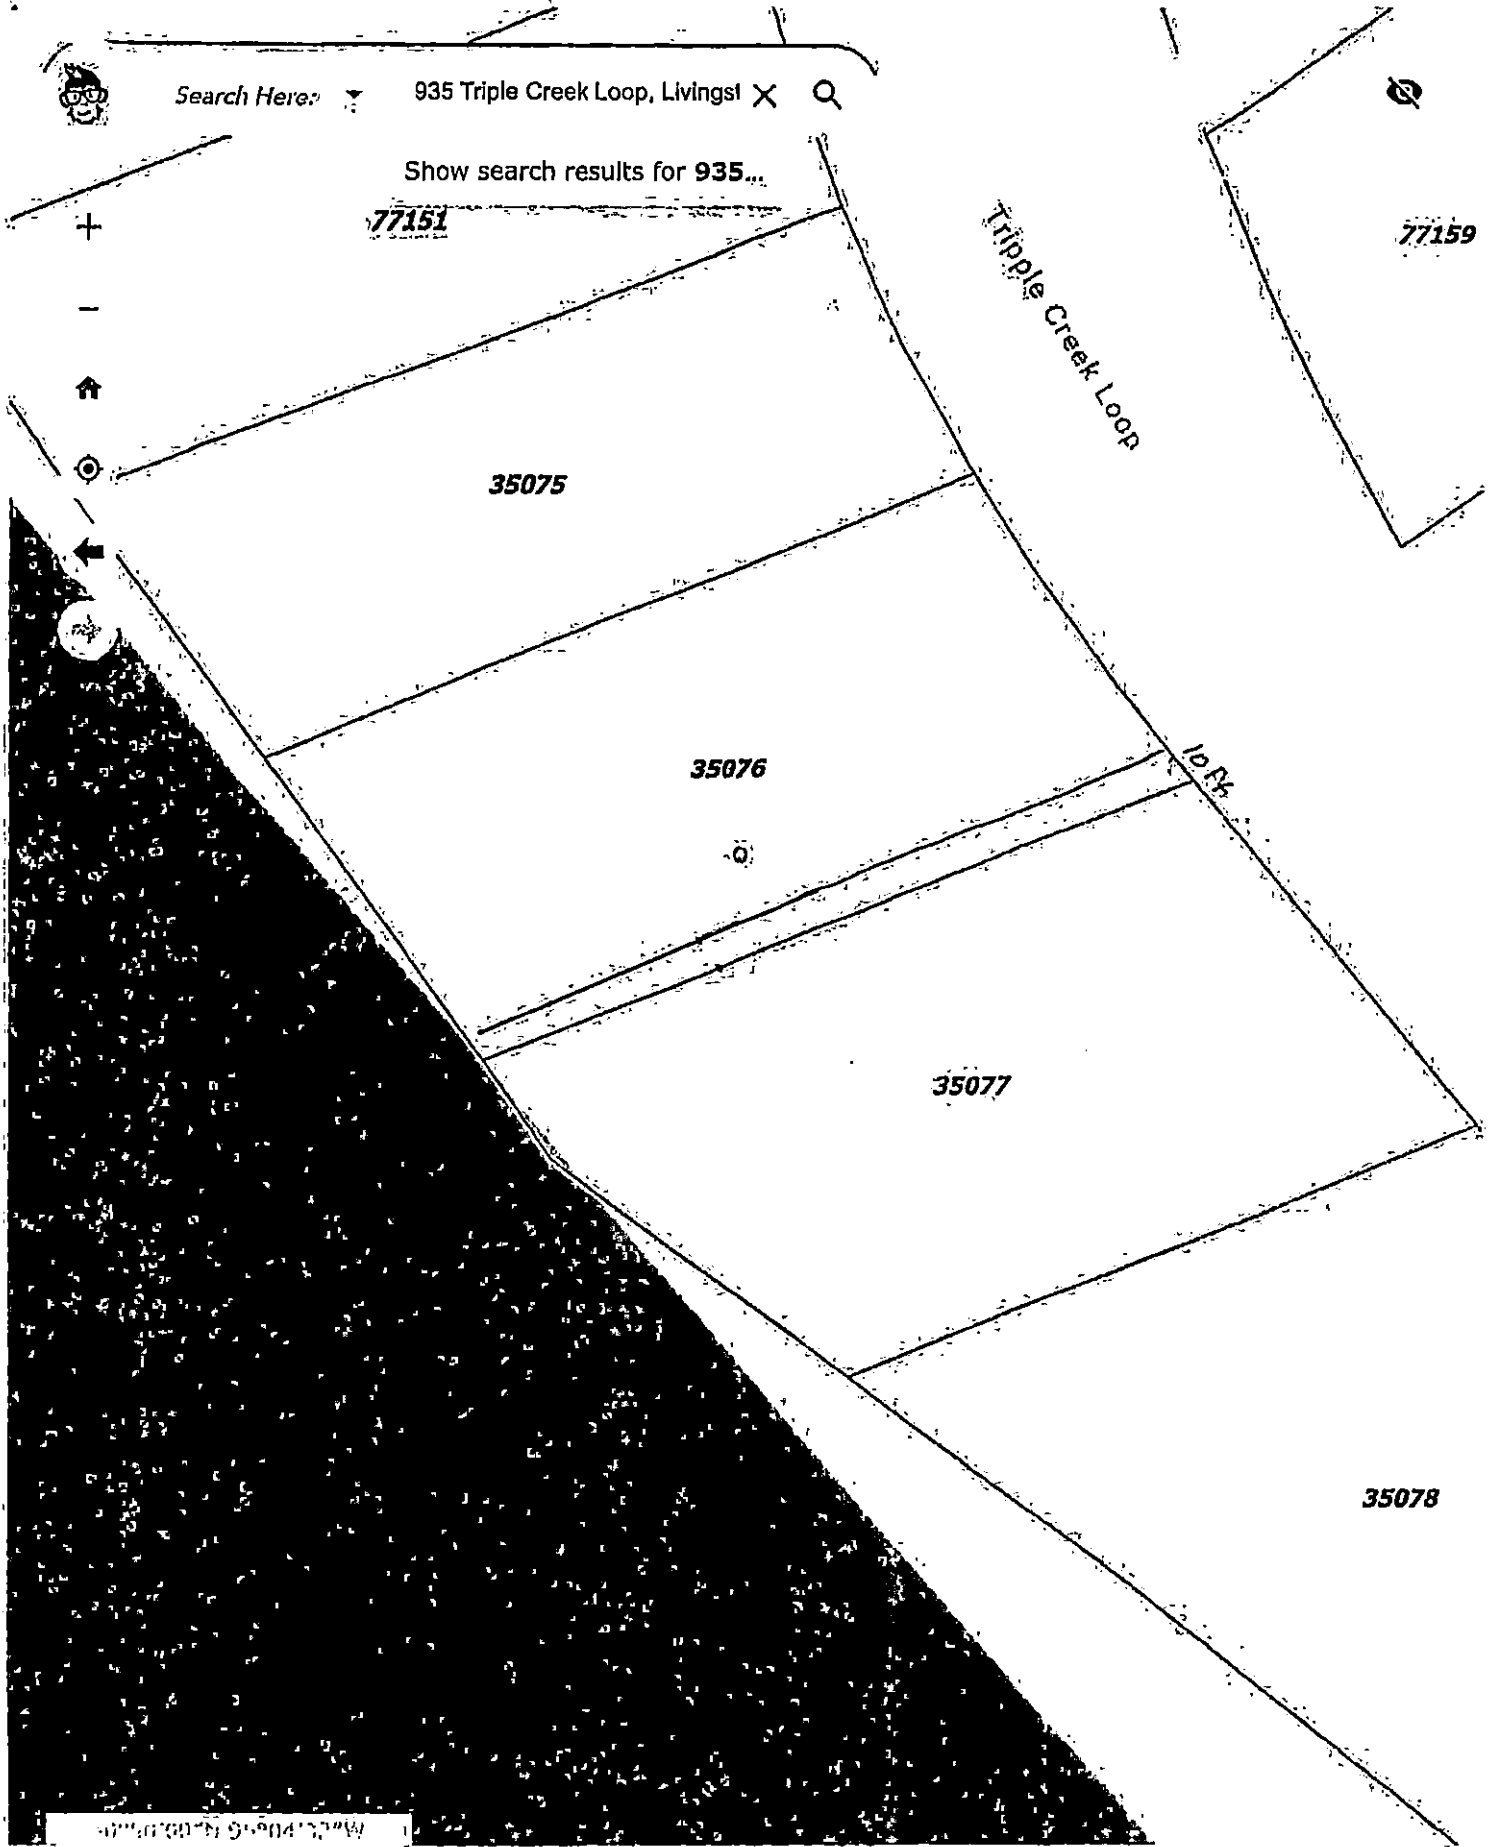 Search Here:
935 Triple Creek Loop, Livingst
Show search results for 935...
77151
Tripple Creek Loop
77159
35075
35076
10 Ft
35077
35078